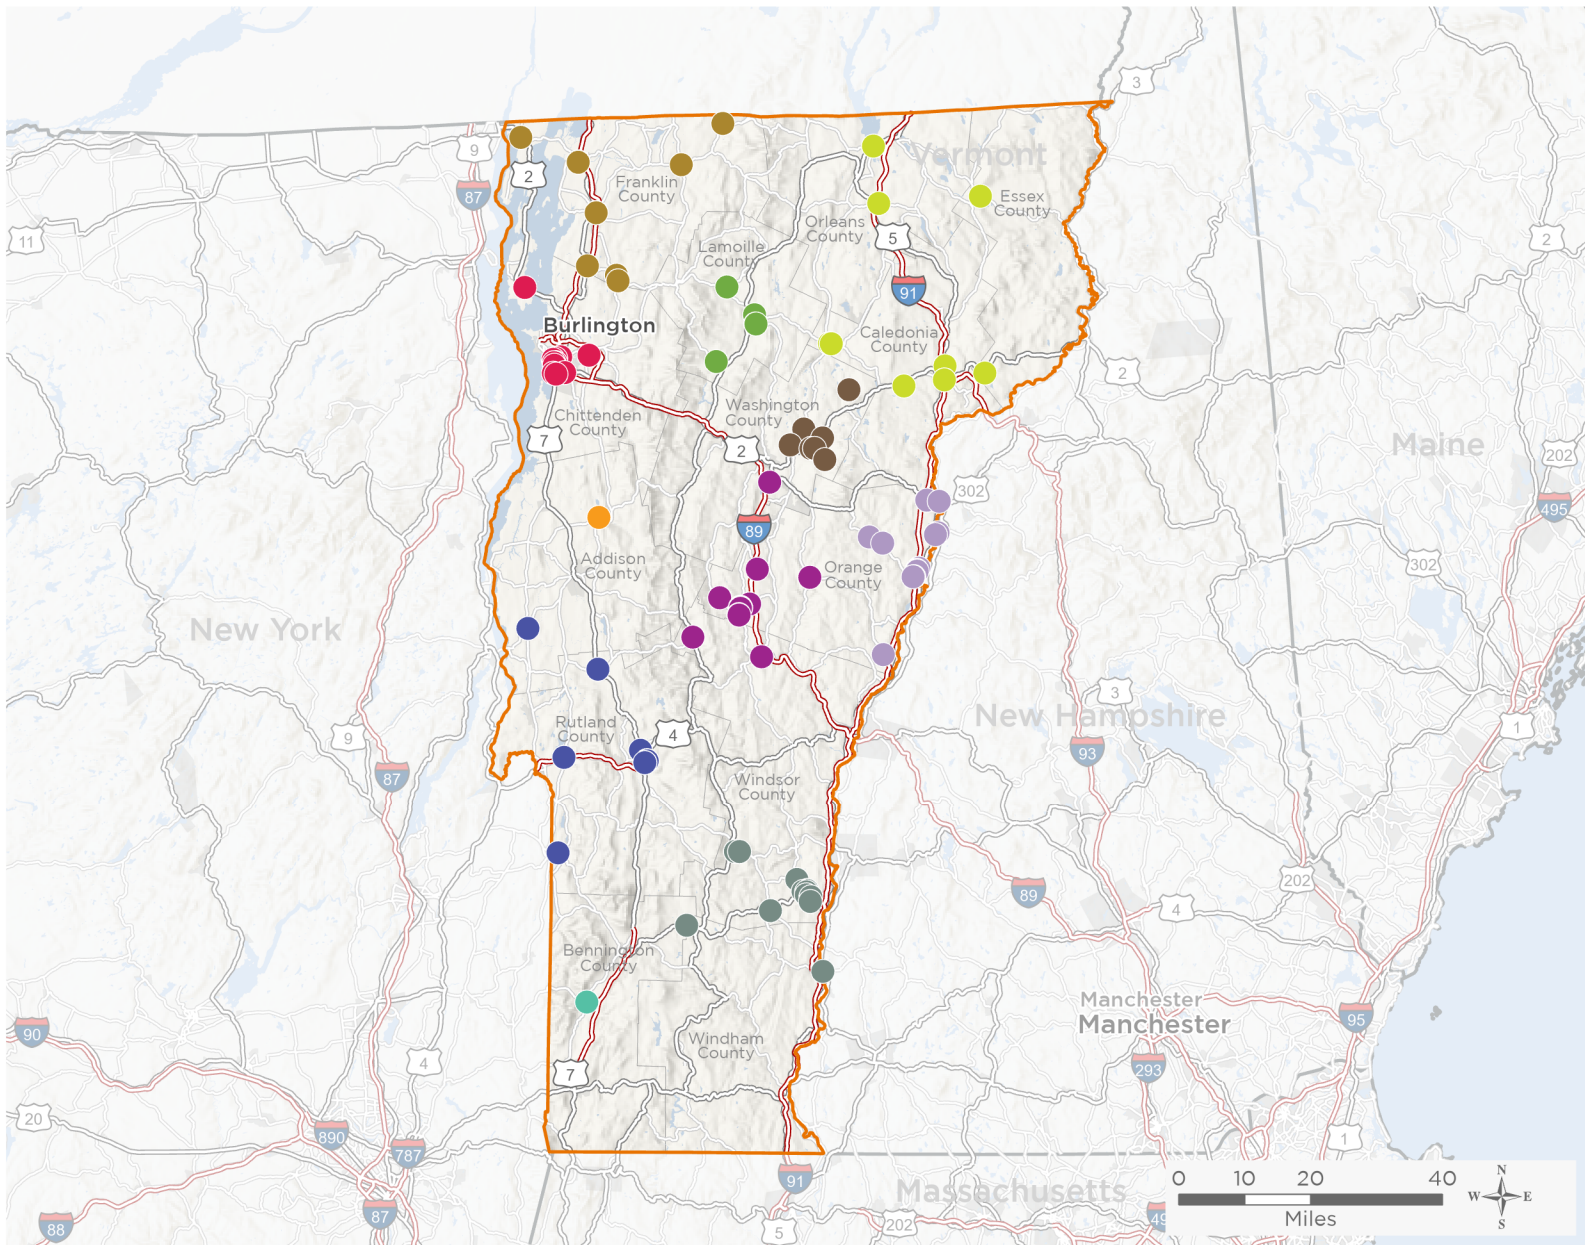 3
9
Vermont
2
Franklin
County
87
Essex
County
Orleans
County
11
5
2
Lamoille
County
91
Burlington
Caledonia
County
2
Washington
County
Chittenden
County
7
2
Maine
202
302
495
89
Addison
County
Orange
County
302
New York
3
New Hampshire
1
Rutland
County
4
9
93
87
Windsor
County
202
89
4
Bennington
County
Manchester
Manchester
95
90
Windham
County
4
293
7
20
890
1
787
91
Massachusetts
0
10
20
40
N
W
E
S
Miles
87
88
202
5
49